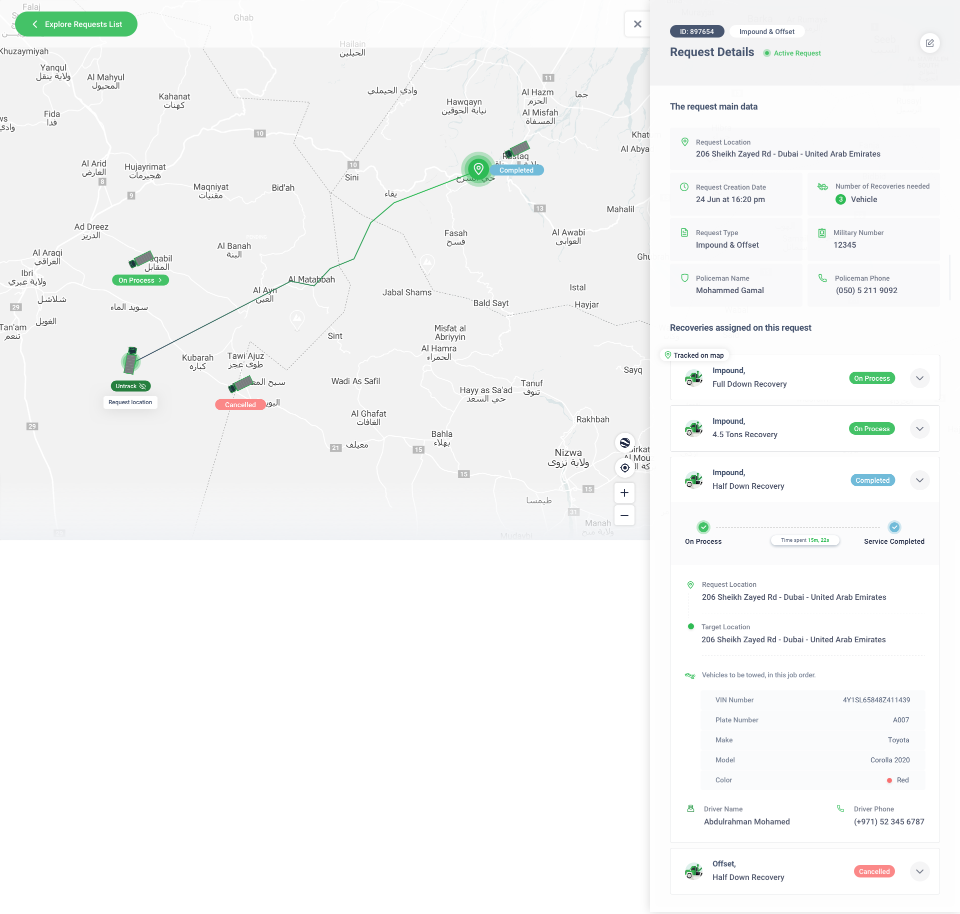 Explore Requests List
Falaj
Ghab
Khuzaymiyah
Yanqul
ولاية ينقل
Al Mahyul
المحيول
Kahanat
كهنات
Hailain
الحيلين
وادي الحيملي
Hawqayn
نيابة الحوقين
Al Hazm
الحزم
Al Misfah
المسفاة
جما
11
Fida
فدا
10
Al Abya
Al Arid
العارض
8
Hujayrimat
هجيرمات
9
Maqniyat
مقنيات
Bid'ah
10
Sini
يقاء
Rustaq
Completed
13
Mahalil
Ad Dreez
الدريز
Al Araqi
العراقي
Ibri
ولاية عبري
Al Banah
البنة
Fasah
فسح
Al Awabi
العوابي
المقابل
On Process
Al Matabbah
Al Ayn
العين
Jabal Shams
Bald Sayt
Istal
Hayjar
شلاشل
29
سويد الماء
العويل
Tan'am
تنعم
Sint
Misfat al
Abriyyin
Al Hamra
الحمراء
Kubarah
كبارة
Tawi Ajuz
طوي عجز
Sayq
Untrack
Request location
Cancelled
Wadi As Safil
Hayy as Sa'ad
حي السعد
Tanuf
تنوف
Al Ghafat
الغافات
29
Rakhbah
Bahla
بهلاء
معيلف
21
15
Nizwa
ولاية نزوى
15
15
طيمسا
21
Manah
ID: 897654
Impound & Offset
Request Details
Active Request
The request main data
Request Location
206 Sheikh Zayed Rd - Dubai - United Arab Emirates
Request Creation Date
24 Jun at 16:20 pm
Number of Recoveries needed
3 Vehicle
Request Type
Impound & Offset
Military Number
12345
Policeman Name
Mohammed Gamal
Policeman Phone
(050) 5 211 9092
Recoveries assigned on this request
Tracked on map
Impound,
Full Ddown Recovery
On Process
Impound,
4.5 Tons Recovery
On Process
Impound,
Half Down Recovery
Completed
On Process
Time spent 15m, 22s
Service Completed
Request Location
206 Sheikh Zayed Rd - Dubai - United Arab Emirates
Target Location
206 Sheikh Zayed Rd - Dubai - United Arab Emirates
Vehicles to be towed, in this job order.
VIN Number
4Y1SL65848Z411439
Plate Number
A007
Make
Toyota
Model
Corolla 2020
Color
Red
Driver Name
Abdulrahman Mohamed
Driver Phone
(+971) 52 345 6787
Offset,
Half Down Recovery
Cancelled